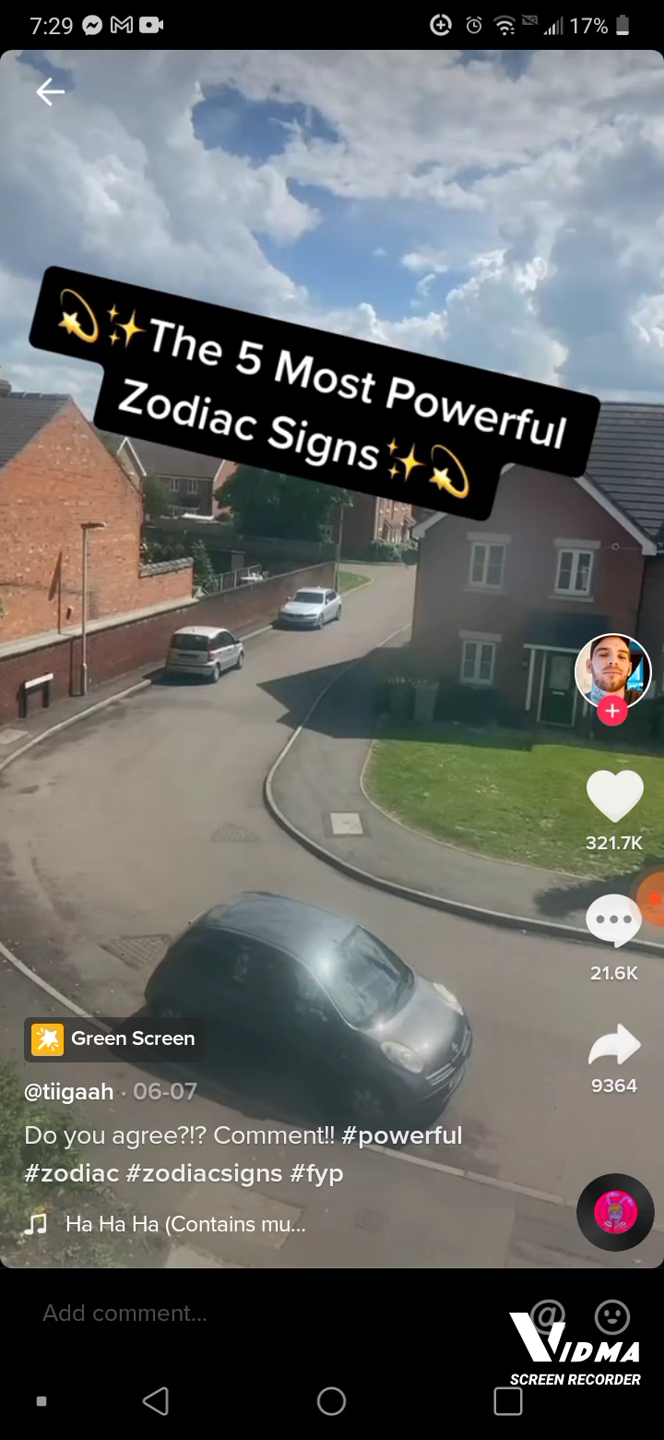 7:29
17%
💫✨The 5 Most Powerful
Zodiac Signs✨💫
321.7K
21.6K
Green Screen
9364
@tiigaah · 06-07
Do you agree?!? Comment!! #powerful
#zodiac #zodiacsigns #fyp
Ha Ha Ha (Contains mu...
Add comment...
@
VIDMA
SCREEN RECORDER